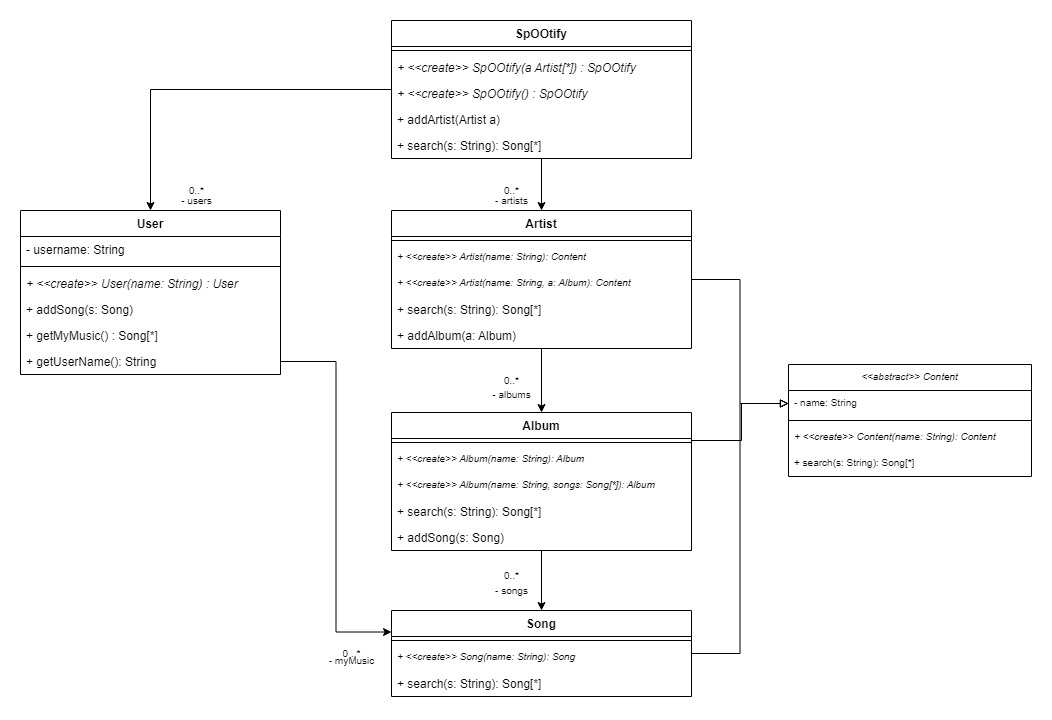 SpOOtify
+ <<create>> SpOOtify(a Artist[*]) : SpOOtify
+ <<create>> SpOOtify() : SpOOtify
+ addArtist(Artist a)
+ search(s: String): Song[*]
0..*
- users
0..*
- artists
User
- username: String
+ <<create>> User(name: String) : User
+ addSong(s: Song)
+ getMyMusic() : Song[*]
+ getUserName(): String
Artist
+ <<create>> Artist(name: String): Content
+ <<create>> Artist(name: String, a: Album): Content
+ search(s: String): Song[*]
+ addAlbum(a: Album)
0..*
- albums
<<abstract>> Content
- name: String
+ <<create>> Content(name: String): Content
+ search(s: String): Song[*]
Album
+ <<create>> Album(name: String): Album
+ <<create>> Album(name: String, songs: Song[*]): Album
+ search(s: String): Song[*]
+ addSong(s: Song)
0..*
- songs
0..*
- myMusic
Song
+ <<create>> Song(name: String): Song
+ search(s: String): Song[*]